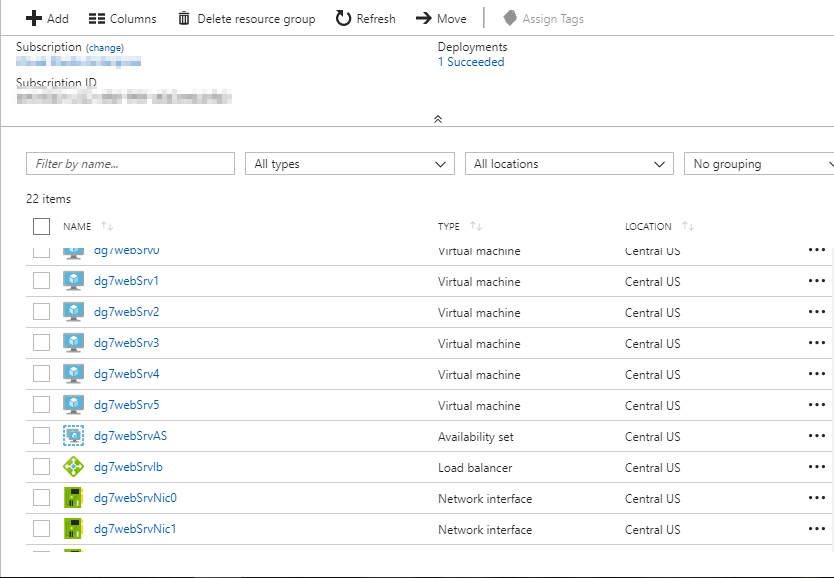 Add Columns Delete resource group Refresh Move Assign Tags
Subscription (change) Deployments
1 Succeeded
Subscription ID
Filter by name... All types All locations No grouping
22 items
NAME TYPE LOCATION
dg7webSrv0 Virtual machine Central US
dg7webSrv1 Virtual machine Central US
dg7webSrv2 Virtual machine Central US
dg7webSrv3 Virtual machine Central US
dg7webSrv4 Virtual machine Central US
dg7webSrv5 Virtual machine Central US
dg7webSrvAS Availability set Central US
dg7webSrvlb Load balancer Central US
dg7webSrvNic0 Network interface Central US
dg7webSrvNic1 Network interface Central US